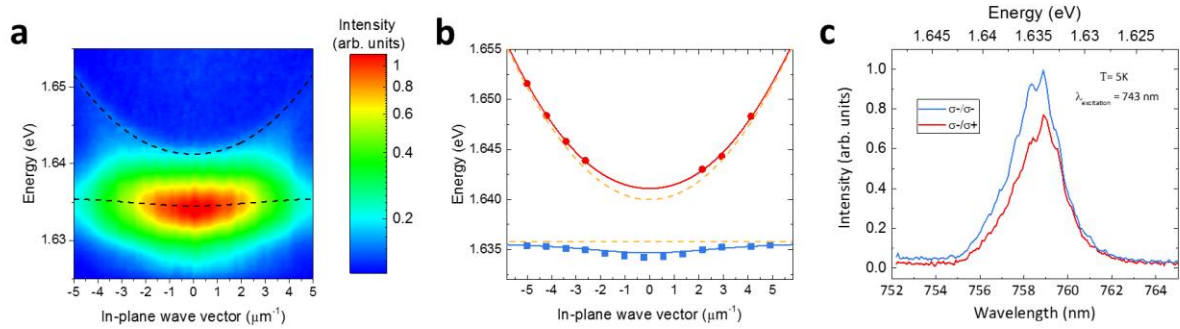 a
Intensity
(arb. units)
1
0.8
0.6
0.4
0.2
1.65
1.64
1.63
Energy (eV)
-5 -4 -3 -2 -1 0 1 2 3 4 5
In-plane wave vector (μm⁻¹)
b
1.655
1.650
1.645
1.640
1.635
Energy (eV)
-5 -4 -3 -2 -1 0 1 2 3 4 5
In-plane wave vector (μm⁻¹)
c
Energy (eV)
1.645 1.64 1.635 1.63 1.625
1.0
0.8
0.6
0.4
0.2
0.0
Intensity (arb. units)
σ-/σ-
σ-/σ+
T= 5K
λexcitation = 743 nm
752 754 756 758 760 762 764
Wavelength (nm)